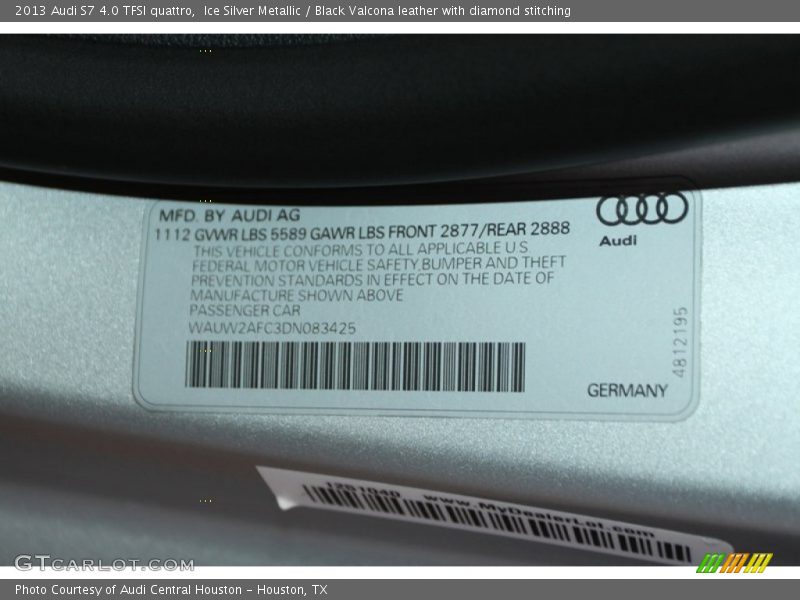 2013 Audi S7 4.0 TFSI quattro,  Ice Silver Metallic / Black Valcona leather with diamond stitching
MFD. BY AUDI AG
1112 GVWR LBS 5589 GAWR LBS FRONT 2877/REAR 2888
Audi
THIS VEHICLE CONFORMS TO ALL APPLICABLE U.S.
FEDERAL MOTOR VEHICLE SAFETY,BUMPER AND THEFT
PREVENTION STANDARDS IN EFFECT ON THE DATE OF
MANUFACTURE SHOWN ABOVE
PASSENGER CAR
WAUW2AFC3DN083425
4812195
GERMANY
www.MyDealerLot.com
GTCARLOT.COM
Photo Courtesy of Audi Central Houston - Houston, TX